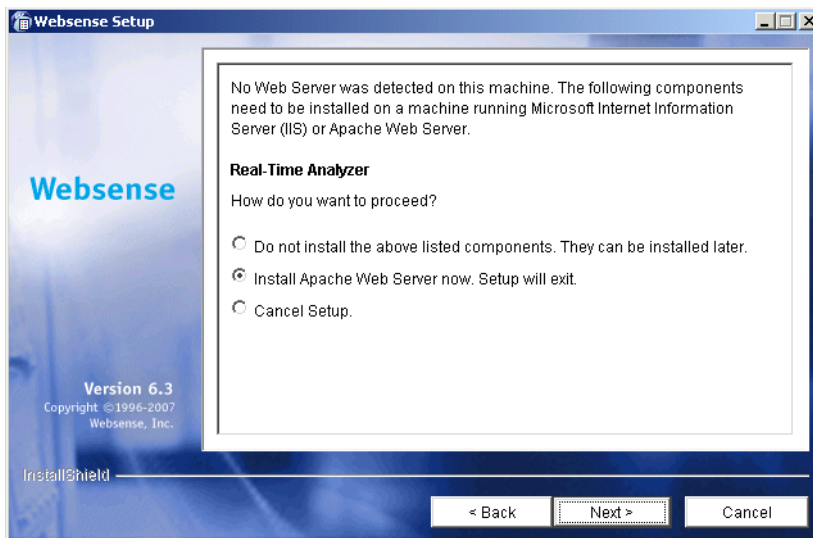 Websense Setup
No Web Server was detected on this machine. The following components
need to be installed on a machine running Microsoft Internet Information
Server (IIS) or Apache Web Server.
Real-Time Analyzer
How do you want to proceed?
Do not install the above listed components. They can be installed later.
Install Apache Web Server now. Setup will exit.
Cancel Setup.
Websense
Version 6.3
Copyright ©1996-2007
Websense, Inc.
InstallShield
< Back
Next >
Cancel